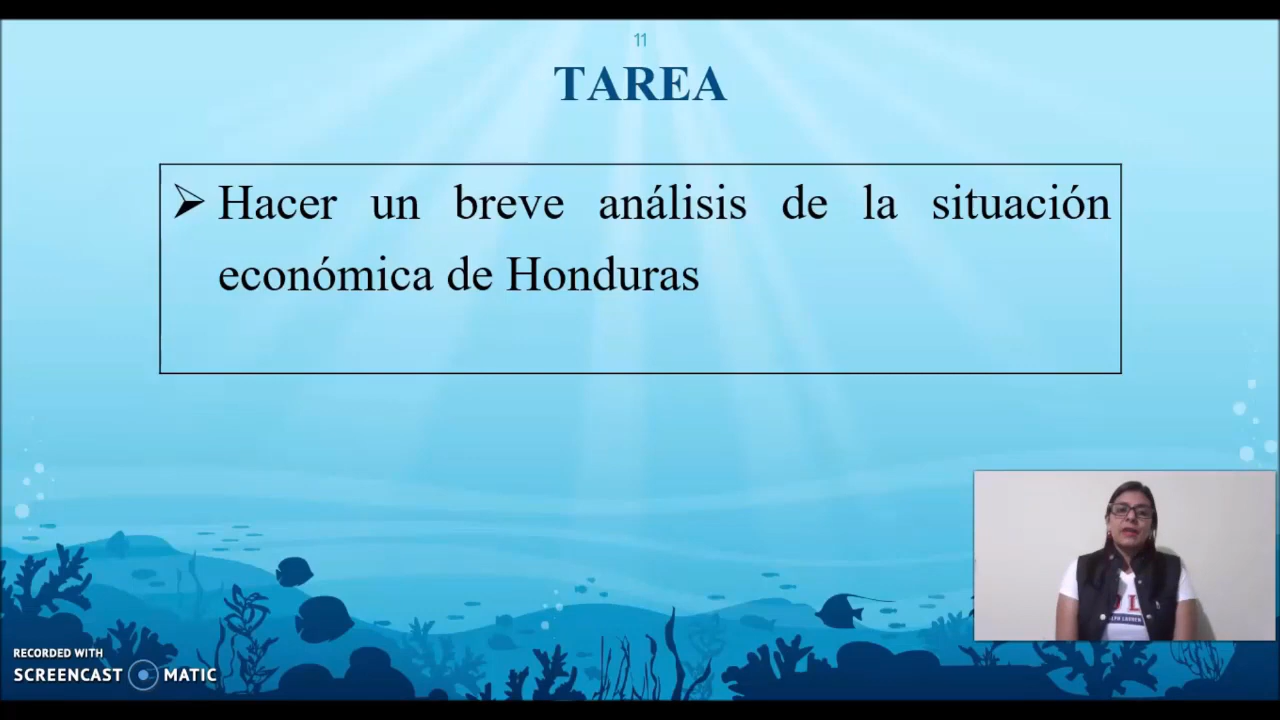 11
TAREA
➢ Hacer un breve análisis de la situación
económica de Honduras
RECORDED WITH
SCREENCAST MATIC